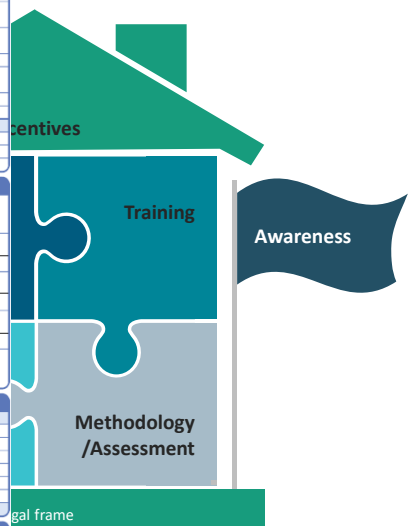 centives
Training
Awareness
Methodology
/Assessment
gal frame